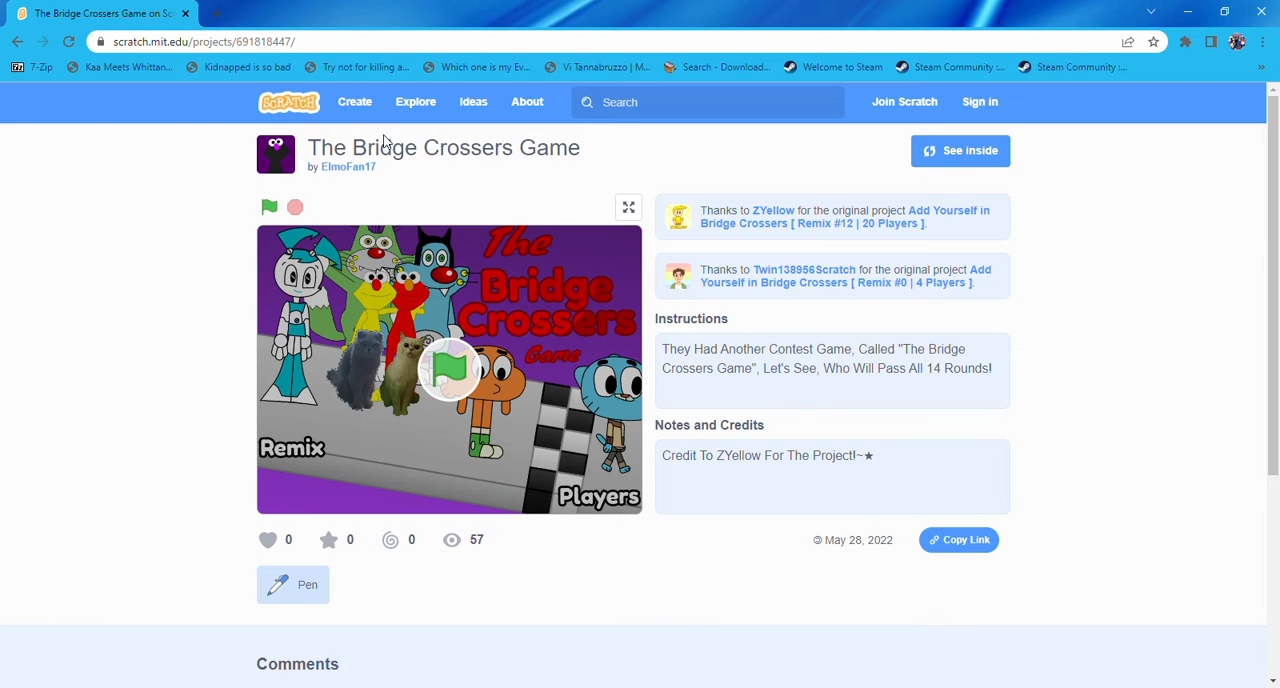 The Bridge Crossers Game on Sc
scratch.mit.edu/projects/691818447/
7-Zip
Kaa Meets Whittan...
Kidnapped is so bad
Try not for killing a...
Which one is my Ev...
Vi Tannabruzzo | M...
Search - Download...
Welcome to Steam
Steam Community :...
Steam Community :...
SCRATCH
Create
Explore
Ideas
About
Search
Join Scratch
Sign in
The Bridge Crossers Game
by ElmoFan17
See inside
The
Bridge
Crossers
Game
Remix
Players
Thanks to ZYellow for the original project Add Yourself in
Bridge Crossers [ Remix #12 | 20 Players ].
Thanks to Twin138956Scratch for the original project Add
Yourself in Bridge Crossers [ Remix #0 | 4 Players ].
Instructions
They Had Another Contest Game, Called "The Bridge
Crossers Game", Let's See, Who Will Pass All 14 Rounds!
Notes and Credits
Credit To ZYellow For The Project!~★
0
0
0
57
© May 28, 2022
Copy Link
Pen
Comments